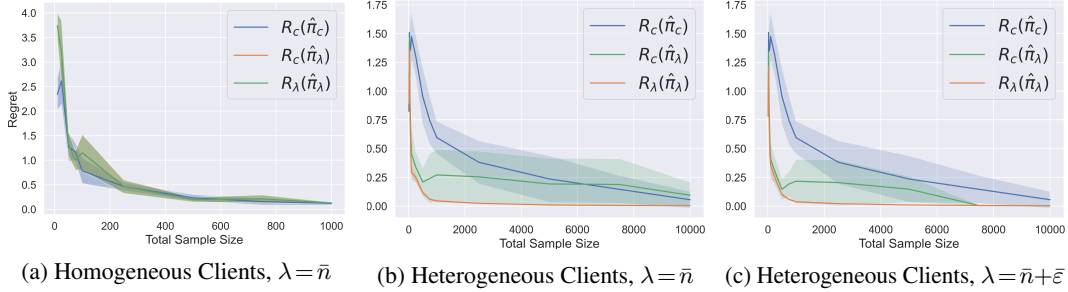 4.0
3.5
3.0
2.5
2.0
1.5
1.0
0.5
0.0
Regret
R_c(π̂_c)
R_c(π̂_λ)
R_λ(π̂_λ)
0 200 400 600 800 1000
Total Sample Size
(a) Homogeneous Clients, λ = n̄
1.75
1.50
1.25
1.00
0.75
0.50
0.25
0.00
R_c(π̂_c)
R_c(π̂_λ)
R_λ(π̂_λ)
0 2000 4000 6000 8000 10000
Total Sample Size
(b) Heterogeneous Clients, λ = n̄
1.75
1.50
1.25
1.00
0.75
0.50
0.25
0.00
R_c(π̂_c)
R_c(π̂_λ)
R_λ(π̂_λ)
0 2000 4000 6000 8000 10000
Total Sample Size
(c) Heterogeneous Clients, λ = n̄ + ε̄